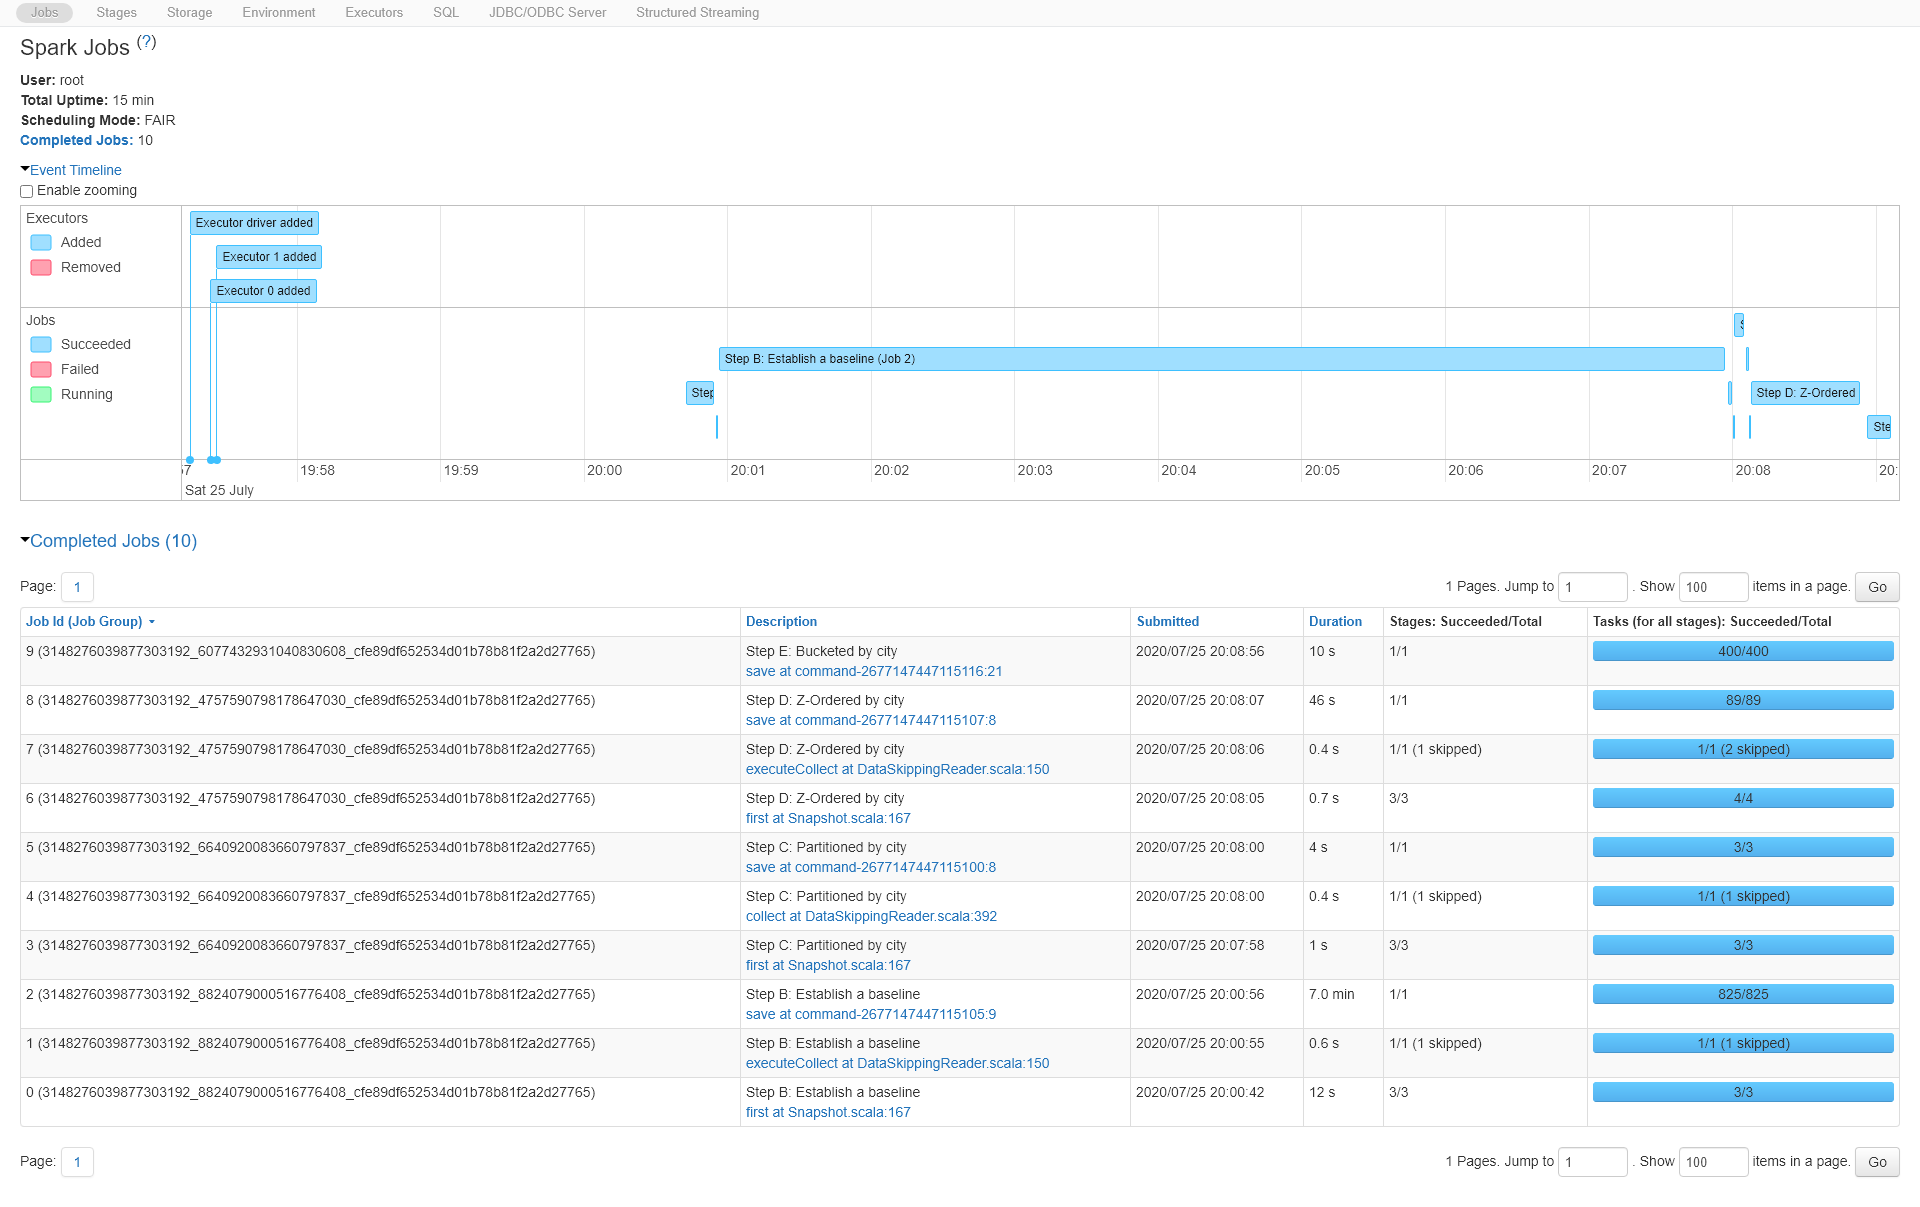 Jobs Stages Storage Environment Executors SQL JDBC/ODBC Server Structured Streaming
Spark Jobs (?)
User: root
Total Uptime: 15 min
Scheduling Mode: FAIR
Completed Jobs: 10
Event Timeline
Enable zooming
Executors
Added
Removed
Executor driver added
Executor 1 added
Executor 0 added
Jobs
Succeeded
Failed
Running
Step B: Establish a baseline (Job 2)
Step
Step D: Z-Ordered
Ste
57 19:58 19:59 20:00 20:01 20:02 20:03 20:04 20:05 20:06 20:07 20:08 20:
Sat 25 July
Completed Jobs (10)
Page: 1 1 Pages. Jump to 1 . Show 100 items in a page. Go
Job Id (Job Group) Description Submitted Duration Stages: Succeeded/Total Tasks (for all stages): Succeeded/Total
9 (3148276039877303192_6077432931040830608_cfe89df652534d01b78b81f2a2d27765) Step E: Bucketed by city 2020/07/25 20:08:56 10 s 1/1 400/400
save at command-2677147447115116:21
8 (3148276039877303192_4757590798178647030_cfe89df652534d01b78b81f2a2d27765) Step D: Z-Ordered by city 2020/07/25 20:08:07 46 s 1/1 89/89
save at command-2677147447115107:8
7 (3148276039877303192_4757590798178647030_cfe89df652534d01b78b81f2a2d27765) Step D: Z-Ordered by city 2020/07/25 20:08:06 0.4 s 1/1 (1 skipped) 1/1 (2 skipped)
executeCollect at DataSkippingReader.scala:150
6 (3148276039877303192_4757590798178647030_cfe89df652534d01b78b81f2a2d27765) Step D: Z-Ordered by city 2020/07/25 20:08:05 0.7 s 3/3 4/4
first at Snapshot.scala:167
5 (3148276039877303192_6640920083660797837_cfe89df652534d01b78b81f2a2d27765) Step C: Partitioned by city 2020/07/25 20:08:00 4 s 1/1 3/3
save at command-2677147447115100:8
4 (3148276039877303192_6640920083660797837_cfe89df652534d01b78b81f2a2d27765) Step C: Partitioned by city 2020/07/25 20:08:00 0.4 s 1/1 (1 skipped) 1/1 (1 skipped)
collect at DataSkippingReader.scala:392
3 (3148276039877303192_6640920083660797837_cfe89df652534d01b78b81f2a2d27765) Step C: Partitioned by city 2020/07/25 20:07:58 1 s 3/3 3/3
first at Snapshot.scala:167
2 (3148276039877303192_8824079000516776408_cfe89df652534d01b78b81f2a2d27765) Step B: Establish a baseline 2020/07/25 20:00:56 7.0 min 1/1 825/825
save at command-2677147447115105:9
1 (3148276039877303192_8824079000516776408_cfe89df652534d01b78b81f2a2d27765) Step B: Establish a baseline 2020/07/25 20:00:55 0.6 s 1/1 (1 skipped) 1/1 (1 skipped)
executeCollect at DataSkippingReader.scala:150
0 (3148276039877303192_8824079000516776408_cfe89df652534d01b78b81f2a2d27765) Step B: Establish a baseline 2020/07/25 20:00:42 12 s 3/3 3/3
first at Snapshot.scala:167
Page: 1 1 Pages. Jump to 1 . Show 100 items in a page. Go